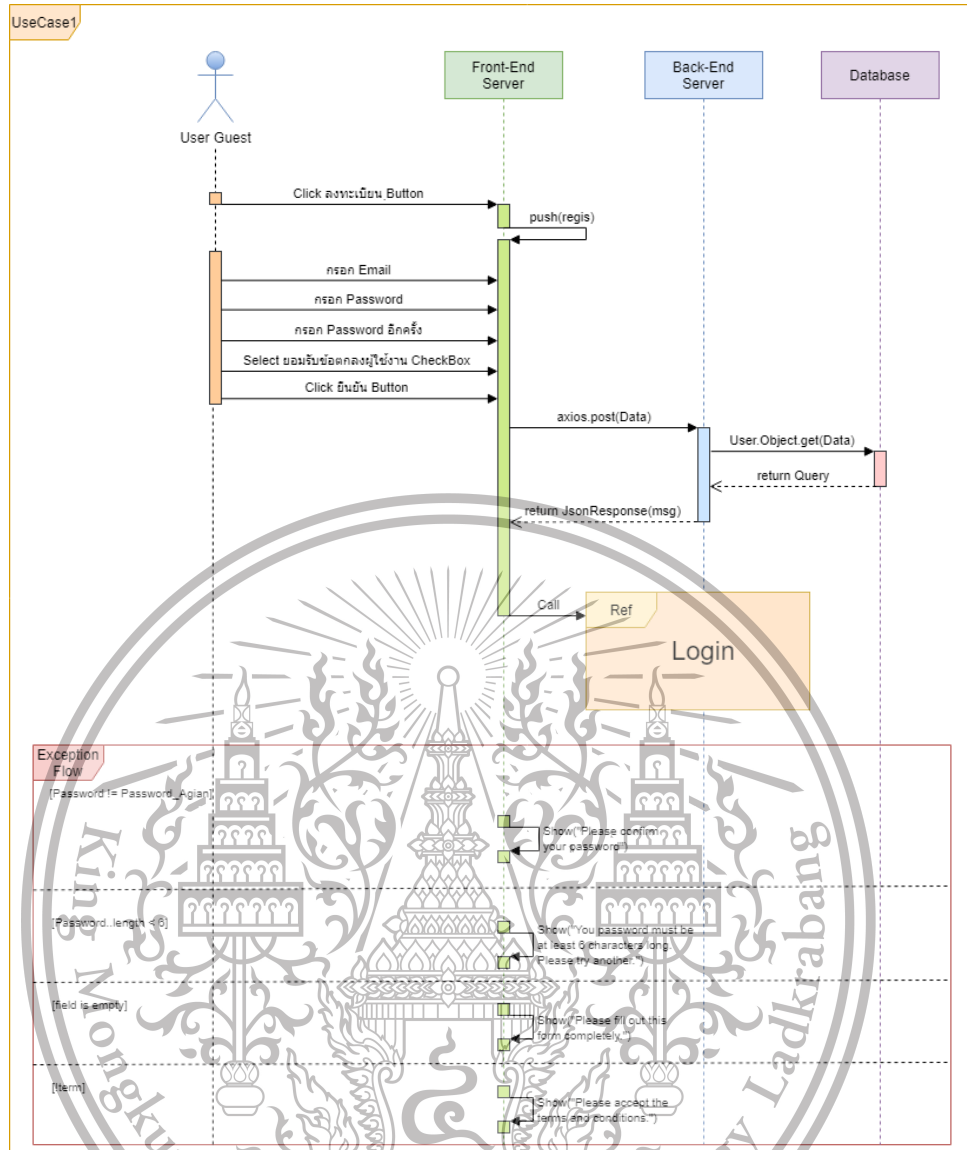 UseCase1
Front-End
Server
Back-End
Server
Database
User Guest
Click ลงทะเบียน Button
push(regis)
กรอก Email
กรอก Password
กรอก Password อีกครั้ง
Select ยอมรับข้อตกลงผู้ใช้งาน CheckBox
Click ยืนยัน Button
axios.post(Data)
User.Object.get(Data)
return Query
return JsonResponse(msg)
Call
Ref
Login
Exception
Flow
[Password != Password_Agian]
Show("Please confirm
your password")
[Password..length < 6]
Show("You password must be
at least 6 characters long.
Please try another.")
[field is empty]
Show("Please fill out this
form completely.")
[!term]
Show("Please accept the
terms and conditions.")
King Mongku
y Ladkrabang